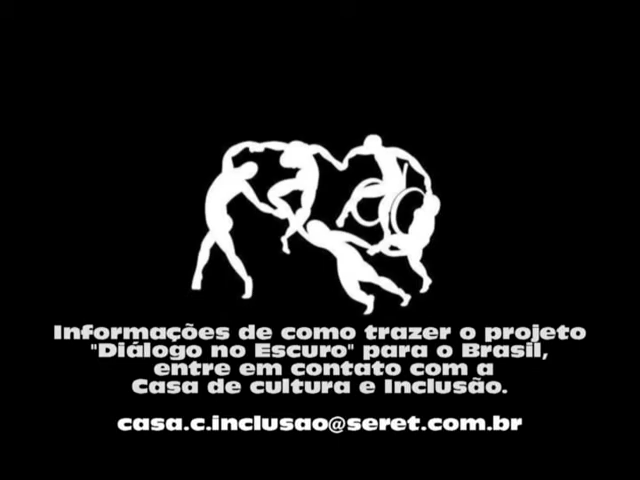 Informações de como trazer o projeto
"Diálogo no Escuro" para o Brasil,
entre em contato com a
Casa de cultura e Inclusão.
casa.c.inclusao@seret.com.br